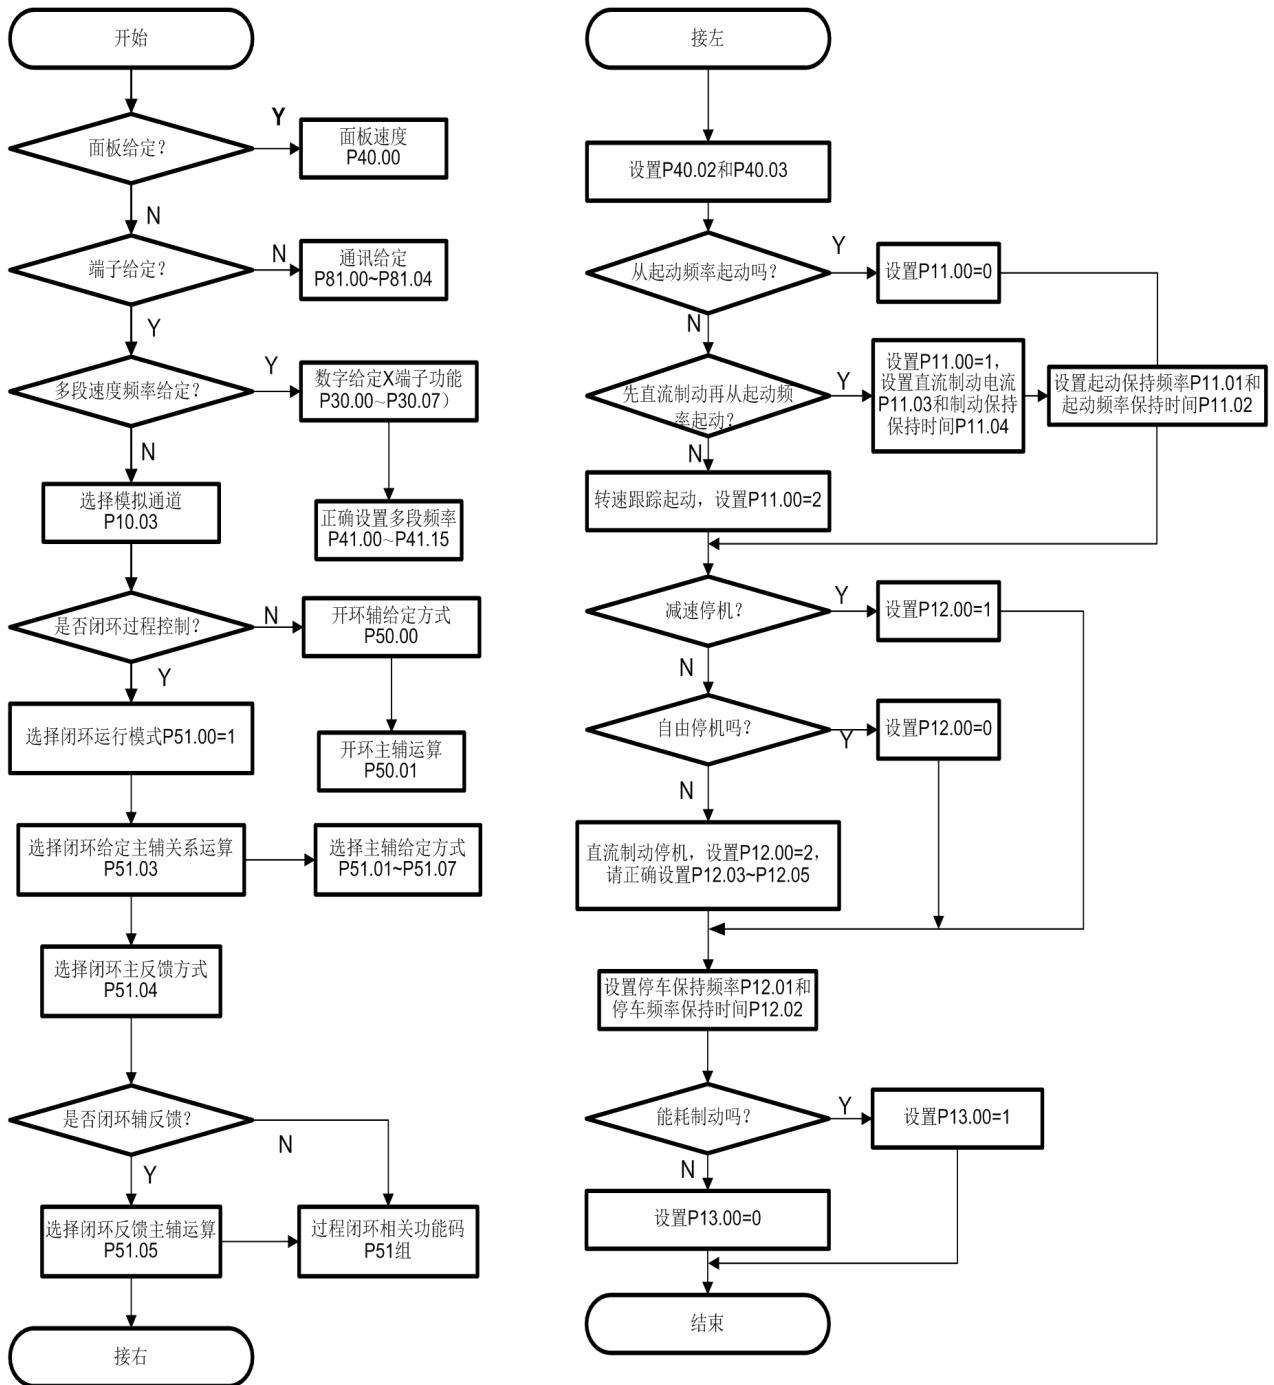 开始
面板给定？
Y
面板速度
P40.00
N
端子给定？
N
通讯给定
P81.00~P81.04
Y
多段速度频率给定？
Y
数字给定X端子功能
P30.00~P30.07）
N
选择模拟通道
P10.03
正确设置多段频率
P41.00~P41.15
是否闭环过程控制？
N
开环辅给定方式
P50.00
Y
选择闭环运行模式P51.00=1
开环主辅运算
P50.01
选择闭环给定主辅关系运算
P51.03
选择主辅给定方式
P51.01~P51.07
选择闭环主反馈方式
P51.04
是否闭环辅反馈？
N
Y
选择闭环反馈主辅运算
P51.05
过程闭环相关功能码
P51组
接右
接左
设置P40.02和P40.03
从起动频率起动吗？
Y
设置P11.00=0
N
先直流制动再从起动频
率起动？
Y
设置P11.00=1，
设置直流制动电流
P11.03和制动保持
保持时间P11.04
设置起动保持频率P11.01和
起动频率保持时间P11.02
N
转速跟踪起动，设置P11.00=2
减速停机？
Y
设置P12.00=1
N
自由停机吗？
Y
设置P12.00=0
N
直流制动停机，设置P12.00=2，
请正确设置P12.03~P12.05
设置停车保持频率P12.01和
停车频率保持时间P12.02
能耗制动吗？
Y
设置P13.00=1
N
设置P13.00=0
结束